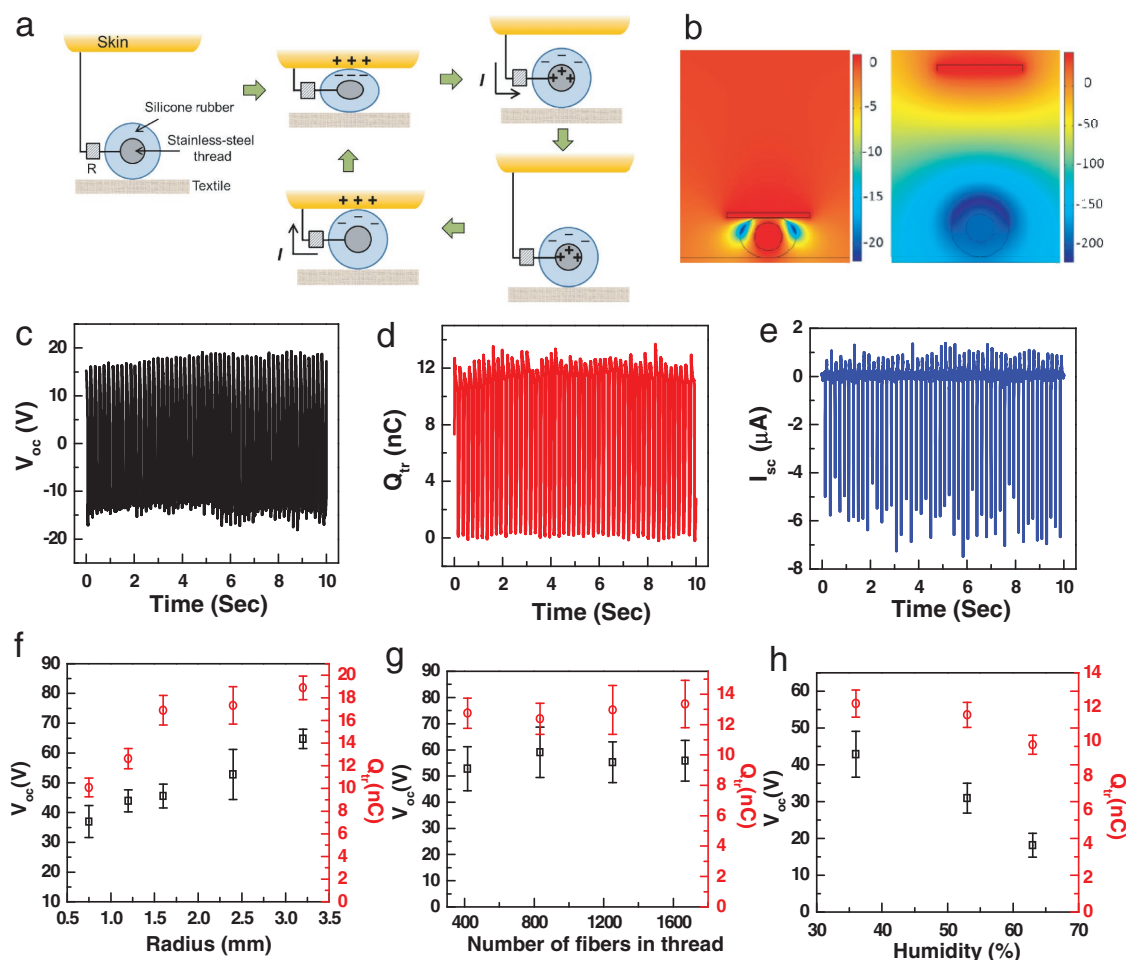 a
Skin
Silicone rubber
Stainless-steel
thread
R
Textile
+ + +
− − −
I
− − −
+ + +
+ + +
− − −
I
− − −
+ + +
b
0
-5
-10
-15
-20
0
-50
-100
-150
-200
c
V_oc (V)
20
10
0
-10
-20
0 2 4 6 8 10
Time (Sec)
d
Q_tr (nC)
12
8
4
0
0 2 4 6 8 10
Time (Sec)
e
I_sc (μA)
2
0
-2
-4
-6
-8
0 2 4 6 8 10
Time (Sec)
f
V_oc(V)
90
80
70
60
50
40
30
20
10
0.5 1.0 1.5 2.0 2.5 3.0 3.5
Radius (mm)
20
19
18
17
16
14
13
12
11
10
8
7
6
5
4
2
1
0
Q_tr(nC)
g
V_oc(V)
90
80
70
60
50
40
30
20
10
0
400 800 1200 1600
Number of fibers in thread
14
12
10
8
6
4
2
0
Q_tr(nC)
h
V_oc(V)
60
50
40
30
20
10
0
30 40 50 60 70
Humidity (%)
14
12
10
8
6
4
2
0
Q_tr(nC)